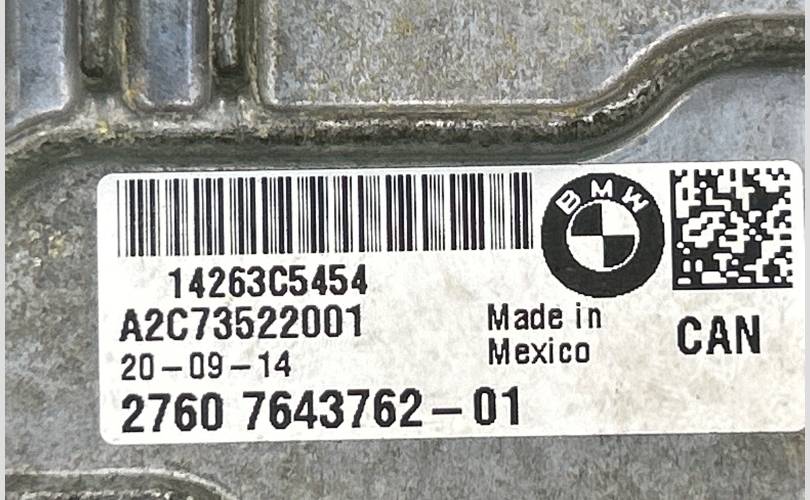 BMW
14263C5454
A2C73522001
20-09-14
2760 7643762-01
Made in
Mexico
CAN